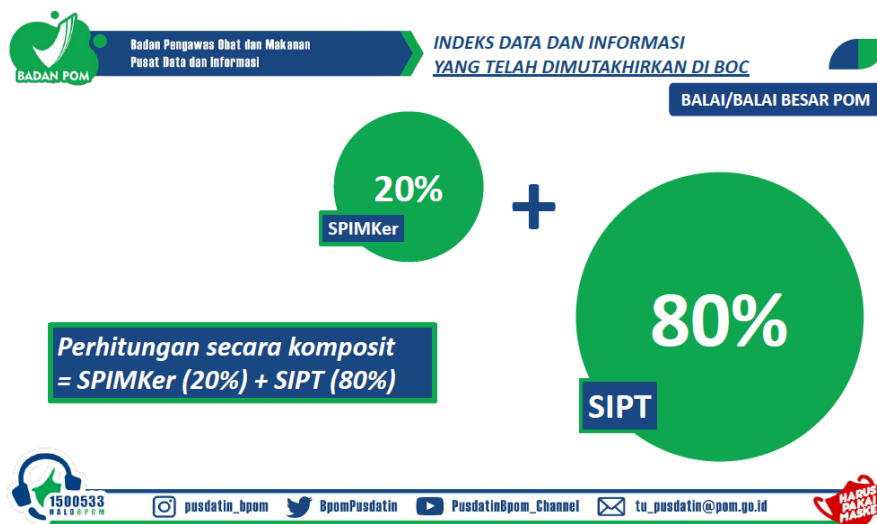 BADAN POM
Badan Pengawas Obat dan Makanan
Pusat Data dan Informasi
INDEKS DATA DAN INFORMASI
YANG TELAH DIMUTAKHIRKAN DI BOC
BALAI/BALAI BESAR POM
20%
SPIMKer
+
80%
SIPT
Perhitungan secara komposit
= SPIMKer (20%) + SIPT (80%)
1500533
HALOBPOM
pusdatin_bpom
BpomPusdatin
PusdatinBpom_Channel
tu_pusdatin@pom.go.id
HARUS
PAKAI
MASKER